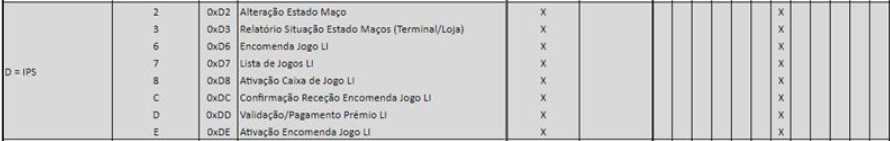 2 0xD2 Alteração Estado Maço X X
3 0xD3 Relatório Situação Estado Maços (Terminal/Loja) X X
6 0xD6 Encomenda Jogo LI X X
7 0xD7 Lista de Jogos LI X X
D = IPS
8 0xD8 Ativação Caixa de Jogo LI X X
C 0xDC Confirmação Receção Encomenda Jogo LI X X
D 0xDD Validação/Pagamento Prémio LI X X
E 0xDE Ativação Encomenda Jogo LI X X